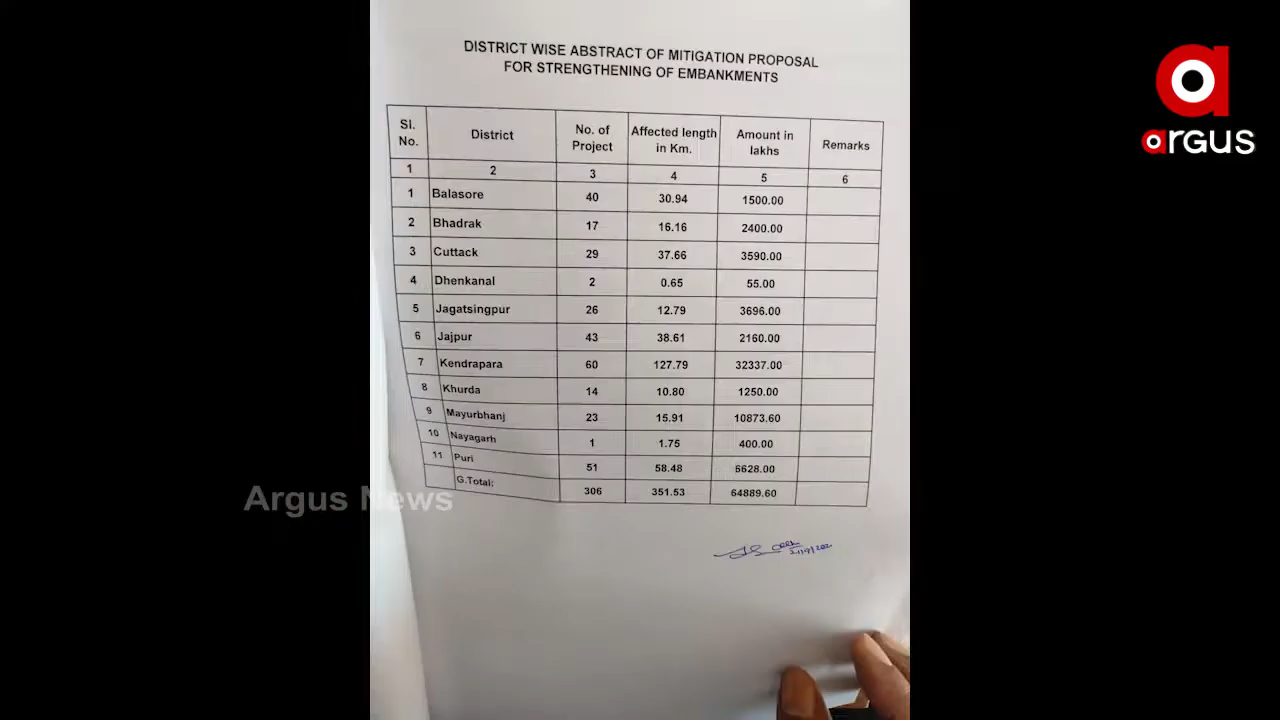 DISTRICT WISE ABSTRACT OF MITIGATION PROPOSAL
FOR STRENGTHENING OF EMBANKMENTS
argus
Sl. No. District No. of Project Affected length in Km. Amount in lakhs Remarks
1 2 3 4 5 6
1 Balasore 40 30.94 1500.00
2 Bhadrak 17 16.16 2400.00
3 Cuttack 29 37.66 3590.00
4 Dhenkanal 2 0.65 55.00
5 Jagatsingpur 26 12.79 3696.00
6 Jajpur 43 38.61 2160.00
7 Kendrapara 60 127.79 32337.00
8 Khurda 14 10.80 1250.00
9 Mayurbhanj 23 15.91 10873.60
10 Nayagarh 1 1.75 400.00
11 Puri 51 58.48 6628.00
G.Total: 306 351.53 64889.60
Argus News